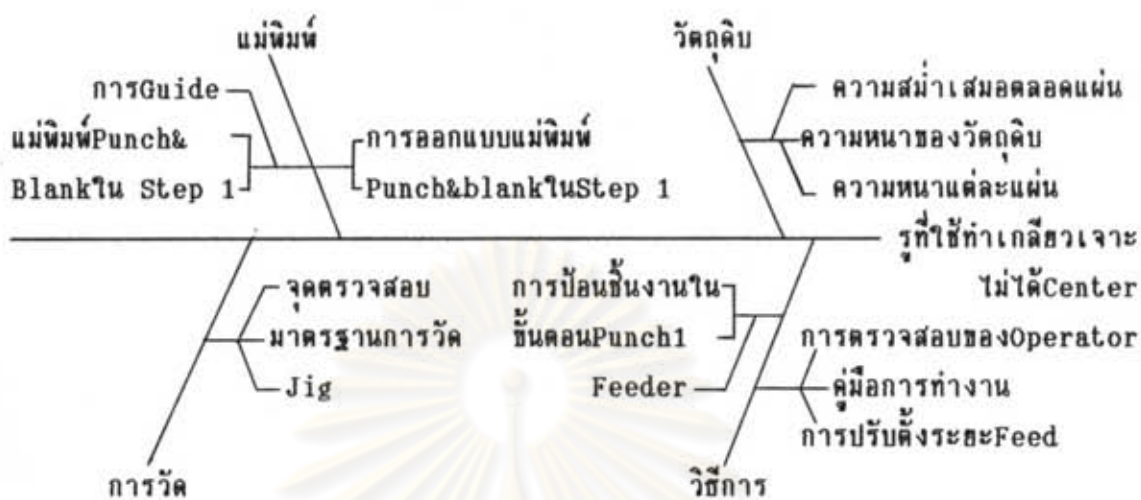 แม่พิมพ์
การGuide
แม่พิมพ์Punch&
Blankใน Step 1
การออกแบบแม่พิมพ์
Punch&blankในStep 1
วัตถุดิบ
ความสม่ำเสมอตลอดแผ่น
ความหนาของวัตถุดิบ
ความหนาแต่ละแผ่น
รูที่ใช้ทำเกลียวเจาะ
ไม่ได้Center
จุดตรวจสอบ
มาตรฐานการวัด
Jig
การวัด
การป้อนชิ้นงานใน
ขั้นตอนPunch1
Feeder
การตรวจสอบของOperator
คู่มือการทำงาน
การปรับตั้งระยะFeed
วิธีการ